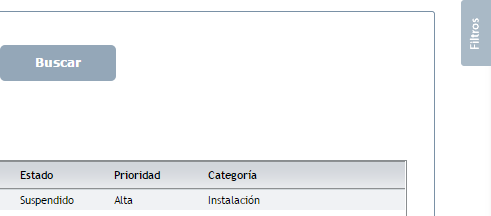 Filtros
Buscar
Estado Prioridad Categoría
Suspendido Alta Instalación